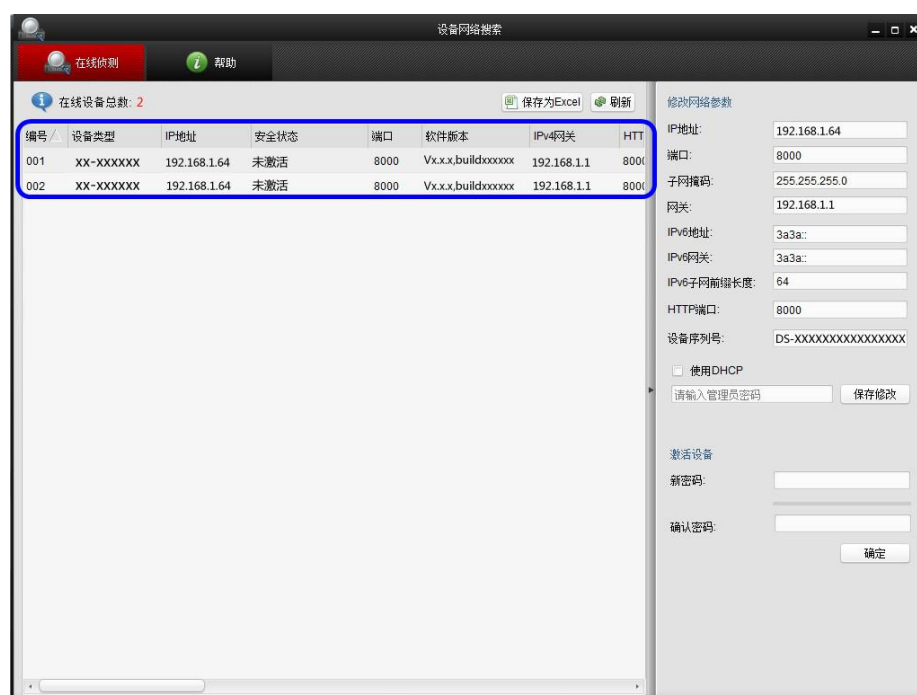 设备网络搜索
在线侦测
帮助
在线设备总数: 2
保存为Excel
刷新
编号 设备类型 IP地址 安全状态 端口 软件版本 IPv4网关 HTT
001 XX-XXXXXX 192.168.1.64 未激活 8000 Vx.x.x,buildxxxxxx 192.168.1.1 8000
002 XX-XXXXXX 192.168.1.64 未激活 8000 Vx.x.x,buildxxxxxx 192.168.1.1 8000
修改网络参数
IP地址: 192.168.1.64
端口: 8000
子网掩码: 255.255.255.0
网关: 192.168.1.1
IPv6地址: 3a3a::
IPv6网关: 3a3a::
IPv6子网前缀长度: 64
HTTP端口: 8000
设备序列号: DS-XXXXXXXXXXXXXXXX
使用DHCP
请输入管理员密码 保存修改
激活设备
新密码:
确认密码:
确定